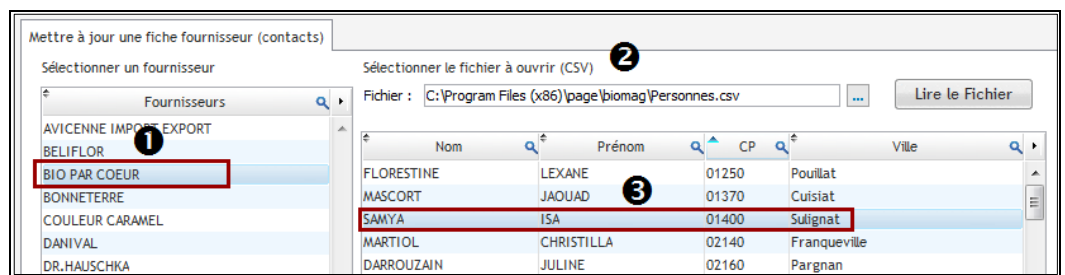 Mettre à jour une fiche fournisseur (contacts)
Sélectionner un fournisseur
Sélectionner le fichier à ouvrir (CSV) 2
Fichier : C:\Program Files (x86)\page\biomag\Personnes.csv ... Lire le Fichier
Fournisseurs
AVICENNE IMPORT EXPORT
1
BELIFLOR
BIO PAR COEUR
BONNETERRE
COULEUR CARAMEL
DANIVAL
DR.HAUSCHKA
Nom Prénom CP Ville
FLORESTINE LEXANE 01250 Pouillat
3
MASCORT JAOUAD 01370 Cuisiat
SAMYA ISA 01400 Sulignat
MARTIOL CHRISTILLA 02140 Franqueville
DARROUZAIN JULINE 02160 Pargnan